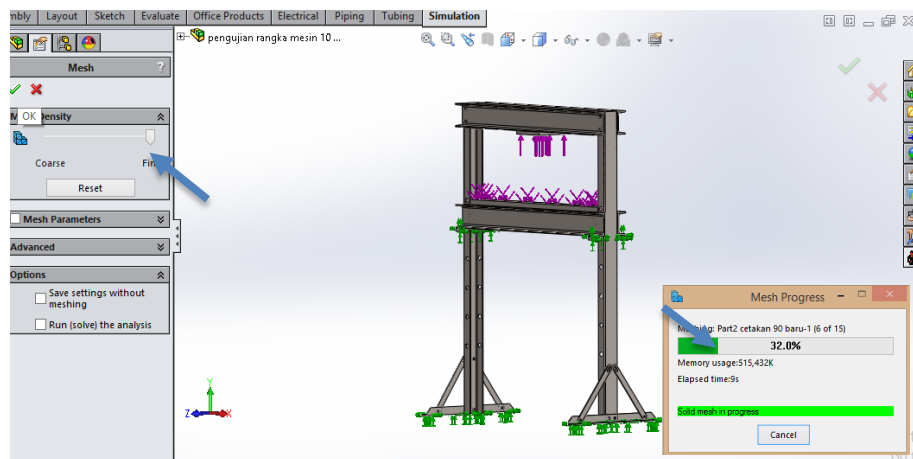 Layout Sketch Evaluate Office Products Electrical Piping Tubing Simulation
pengujian rangka mesin 10...
Mesh
?
OK
Coarse
Reset
Mesh Parameters
Advanced
Options
Save settings without
meshing
Run (solve) the analysis
Y
Z
X
Mesh Progress
Part2 cetakan 90 baru-1 (6 of 15)
32.0%
Memory usage:515,432K
Elapsed time:9s
Solid mesh in progress
Cancel